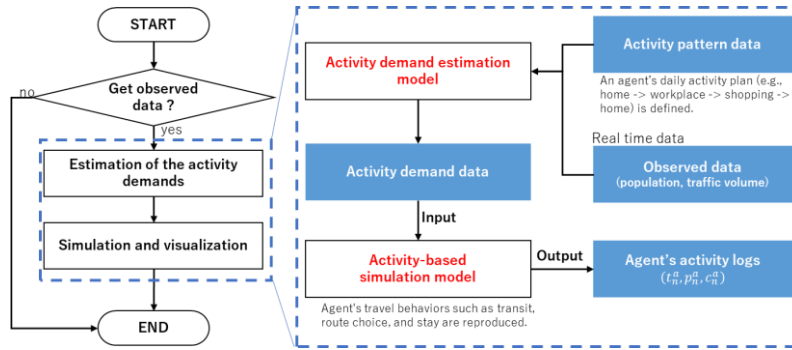 START
no
Get observed
data ?
yes
Estimation of the activity
demands
Simulation and visualization
END
Activity demand estimation
model
Activity pattern data
An agent's daily activity plan (e.g.,
home -> workplace -> shopping ->
home) is defined.
Real time data
Activity demand data
Observed data
(population, traffic volume)
Input
Activity-based
simulation model
Output
Agent's activity logs
(tₙᵃ, pₙᵃ, cₙᵃ)
Agent's travel behaviors such as transit,
route choice, and stay are reproduced.